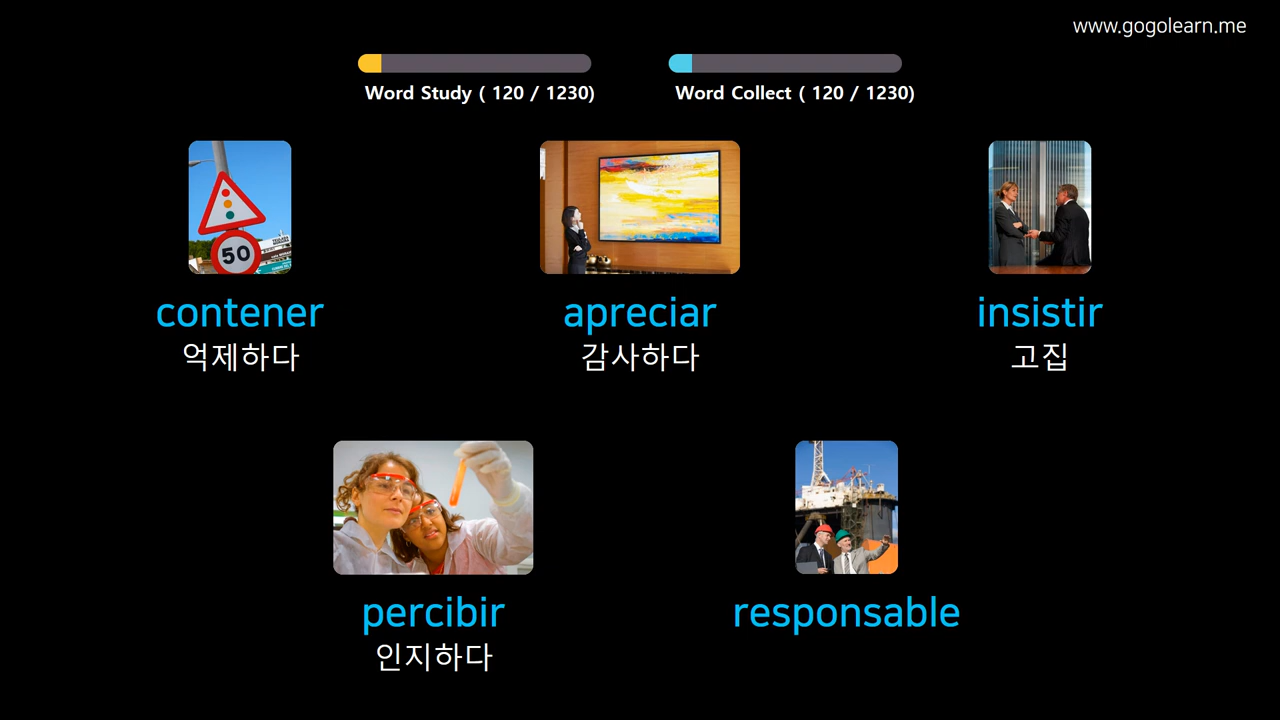 www.gogolearn.me
Word Study ( 120 / 1230)
Word Collect ( 120 / 1230)
50
contener
억제하다
apreciar
감사하다
insistir
고집
percibir
인지하다
responsable